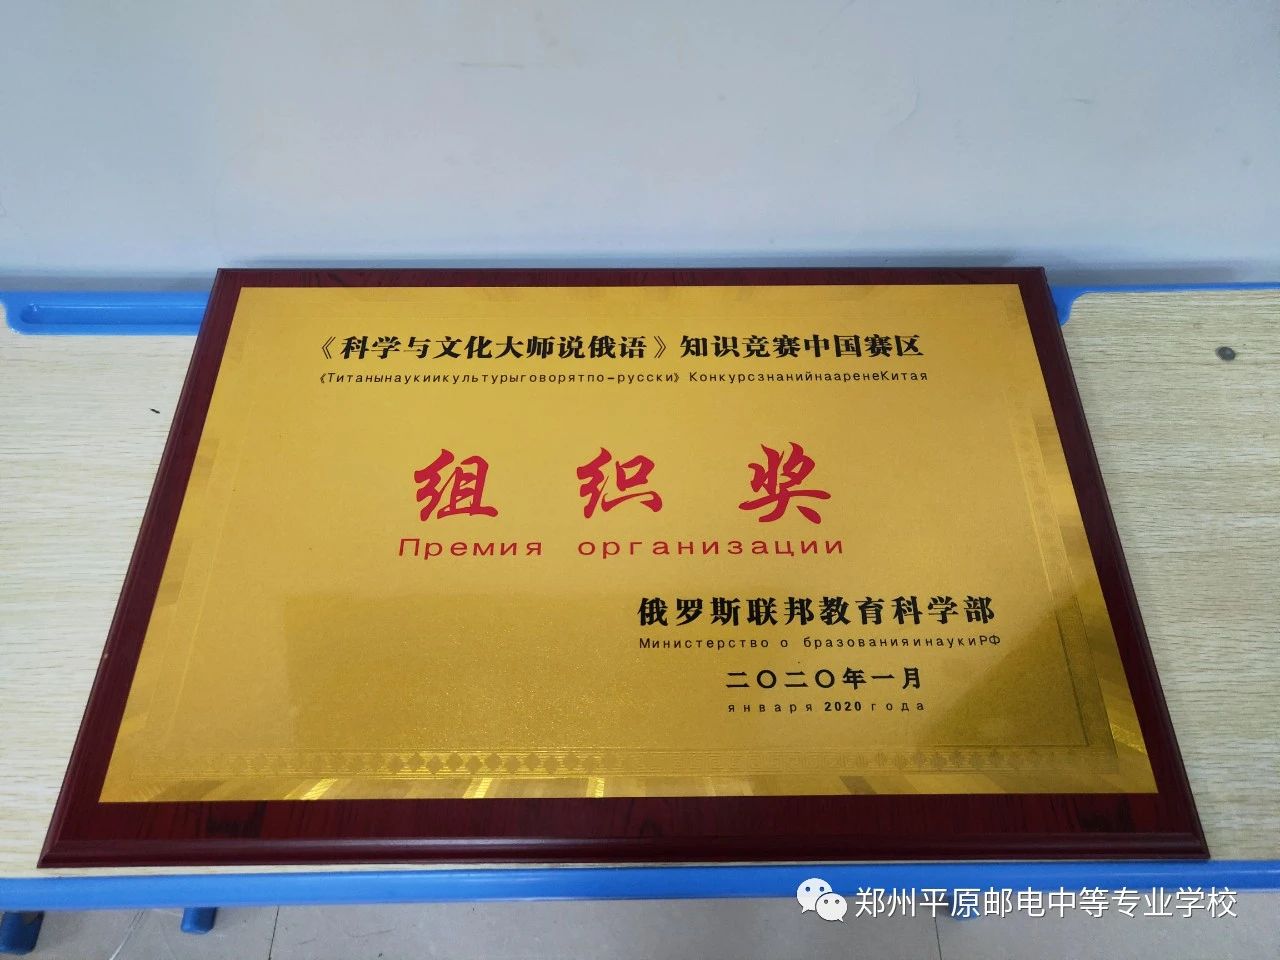 《科学与文化大师说俄语》知识竞赛中国赛区
《Титанынаукиикультурыговорятпо-русски》КонкурсзнанийнааренеКитая
组织奖
Премия организации
俄罗斯联邦教育科学部
Министерство о бразованияинаукиРФ
二〇二〇年一月
января 2020 года
郑州平原邮电中等专业学校